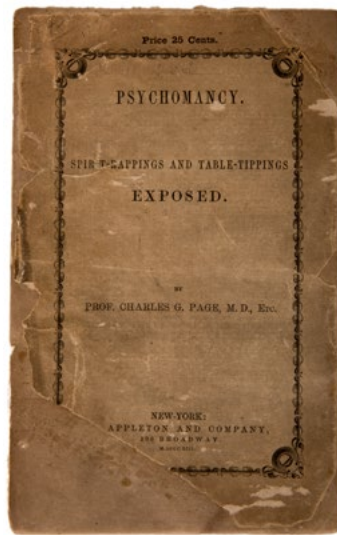 Price 25 Cents.
PSYCHOMANCY.
SPIR T-RAPPINGS AND TABLE-TIPPINGS
EXPOSED.
BY
PROF. CHARLES G. PAGE, M. D., Etc.
NEW-YORK:
APPLETON AND COMPANY,
BROADWAY.